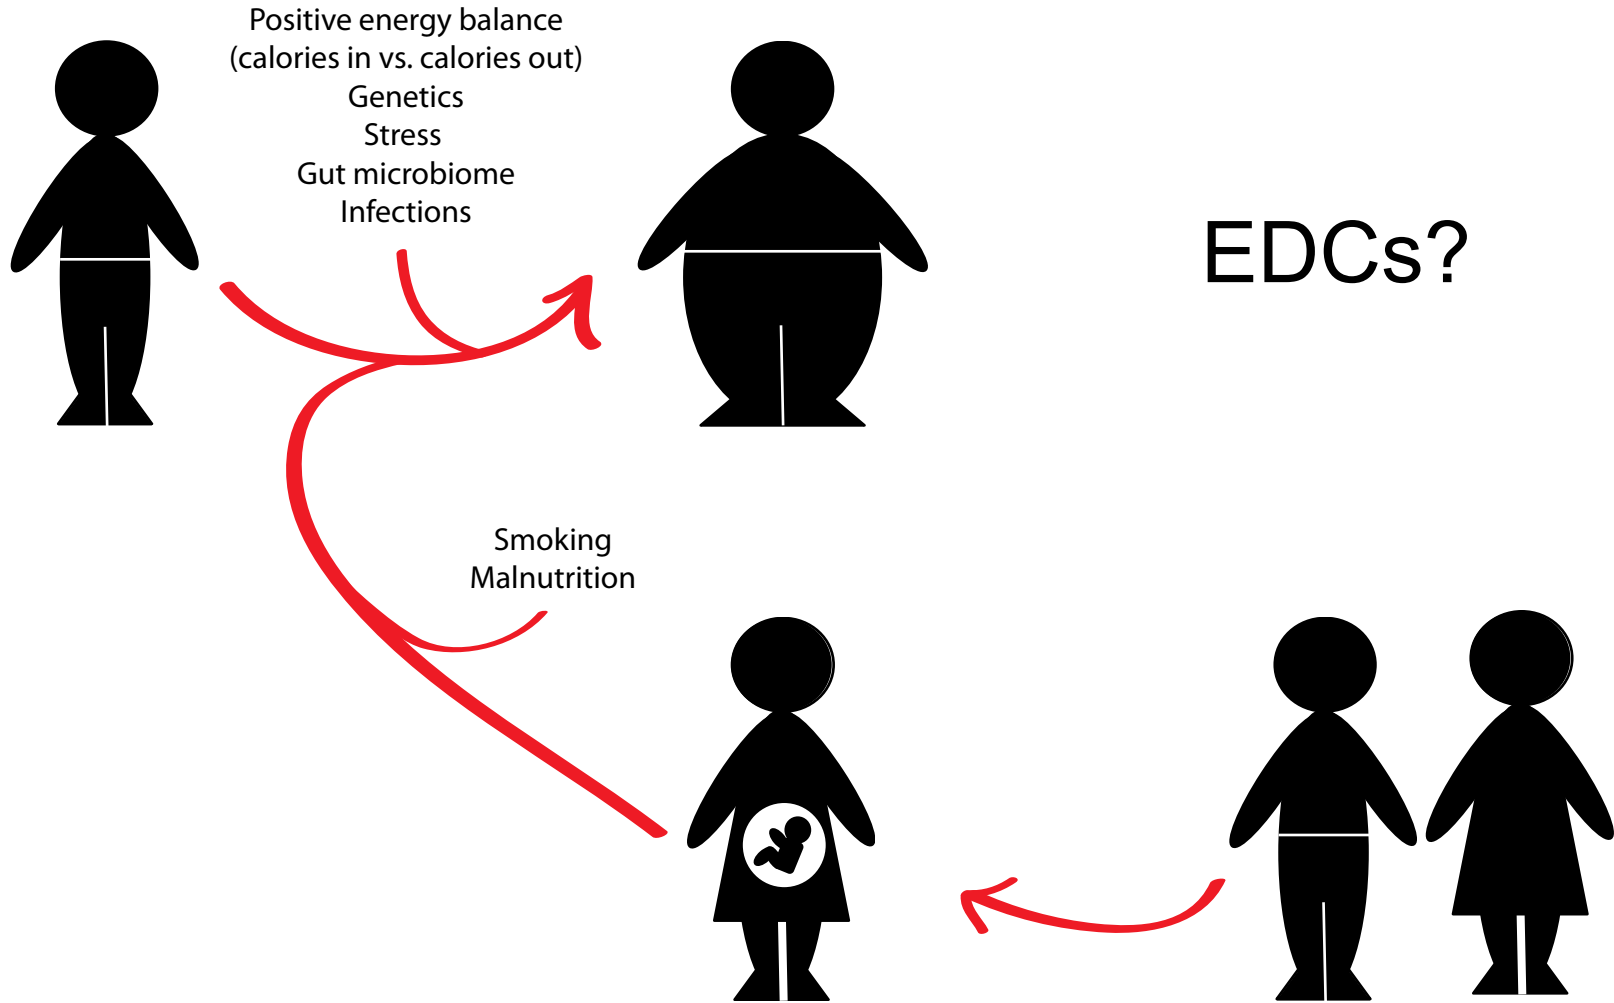 Positive energy balance
(calories in vs. calories out)
Genetics
Stress
Gut microbiome
Infections
EDCs?
Smoking
Malnutrition